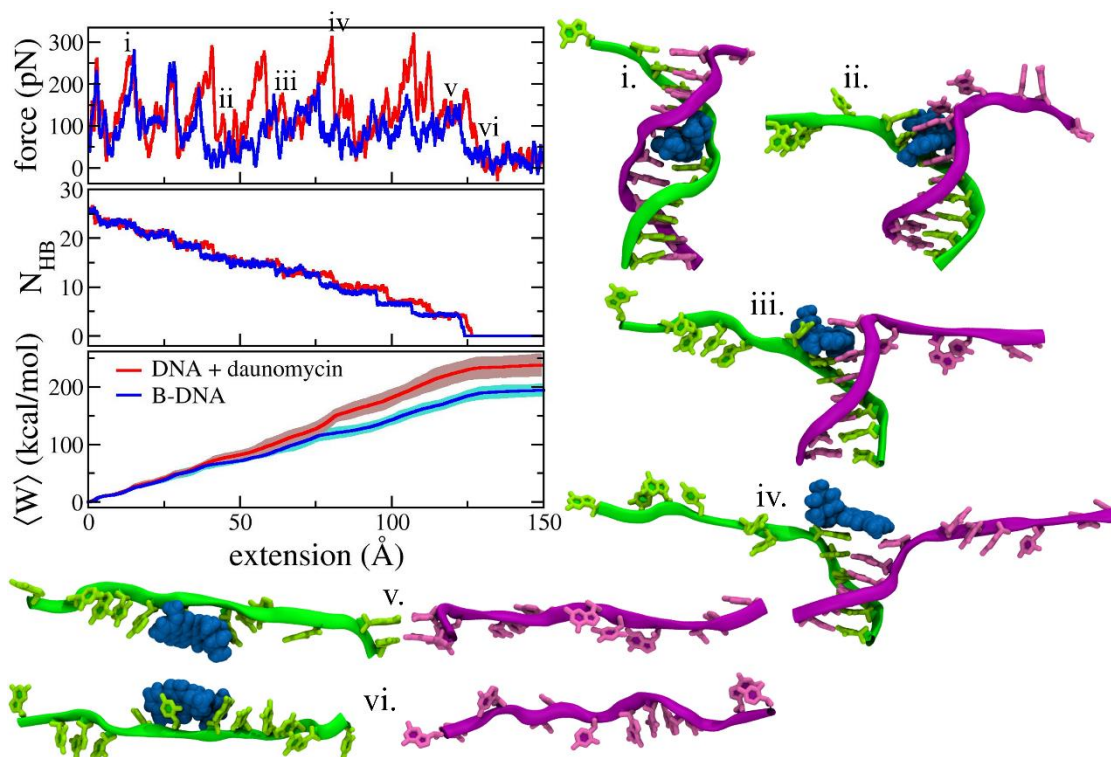 force (pN)
300
200
100
0
i
ii
iii
iv
v
vi
N_HB
30
20
10
0
⟨W⟩ (kcal/mol)
200
100
0
DNA + daunomycin
B-DNA
0
50
100
150
extension (Å)
i.
ii.
iii.
iv.
v.
vi.